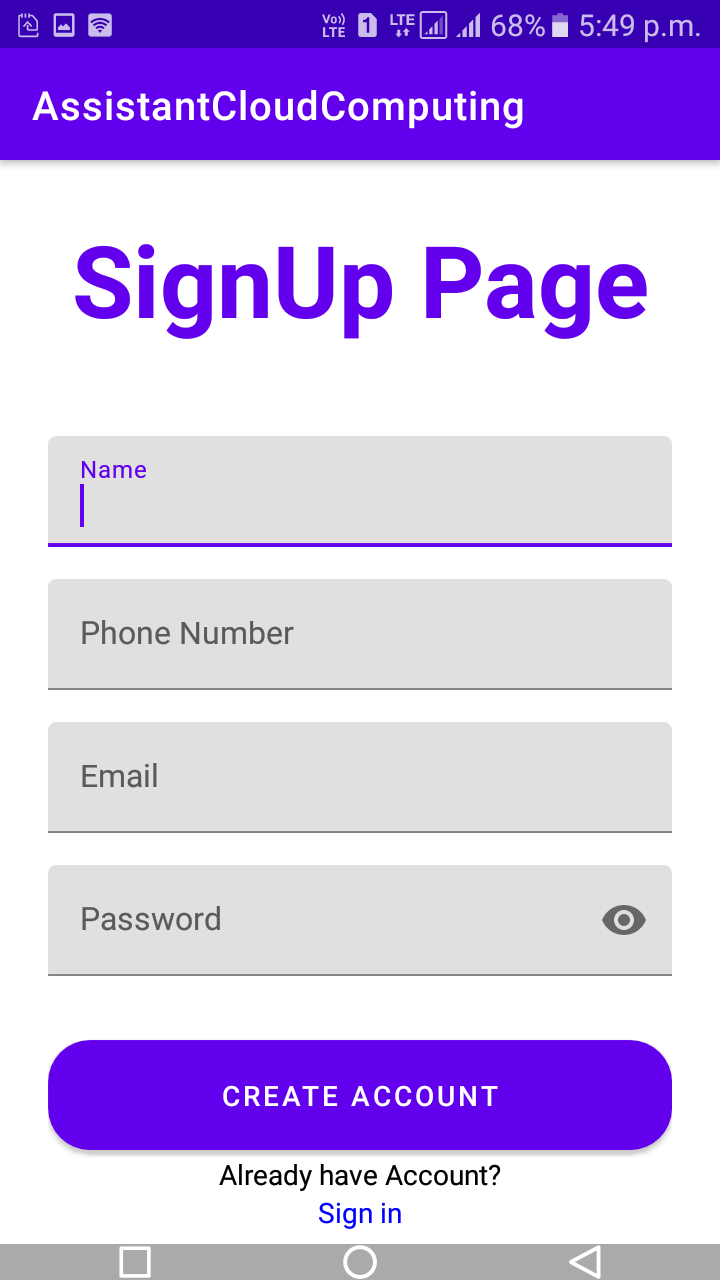 Vo)) LTE 1 LTE 68% 5:49 p.m.
AssistantCloudComputing
SignUp Page
Name
Phone Number
Email
Password
CREATE ACCOUNT
Already have Account?
Sign in